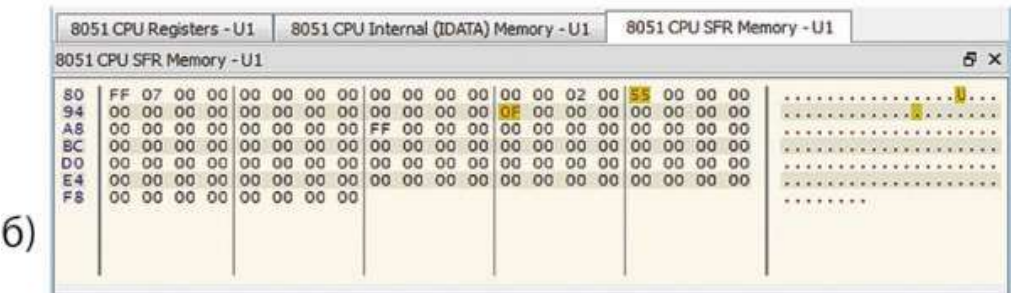 8051 CPU Registers - U1 8051 CPU Internal (IDATA) Memory - U1 8051 CPU SFR Memory - U1
8051 CPU SFR Memory - U1
80 FF 07 00 00 00 00 00 00 00 00 00 00 00 00 02 00 55 00 00 00 .................U...
94 00 00 00 00 00 00 00 00 00 00 00 00 0F 00 00 00 00 00 00 00 ....................
A8 00 00 00 00 00 00 00 00 FF 00 00 00 00 00 00 00 00 00 00 00 ....................
BC 00 00 00 00 00 00 00 00 00 00 00 00 00 00 00 00 00 00 00 00 ....................
D0 00 00 00 00 00 00 00 00 00 00 00 00 00 00 00 00 00 00 00 00 ....................
E4 00 00 00 00 00 00 00 00 00 00 00 00 00 00 00 00 00 00 00 00 ....................
F8 00 00 00 00 00 00 00 00 ........
б)